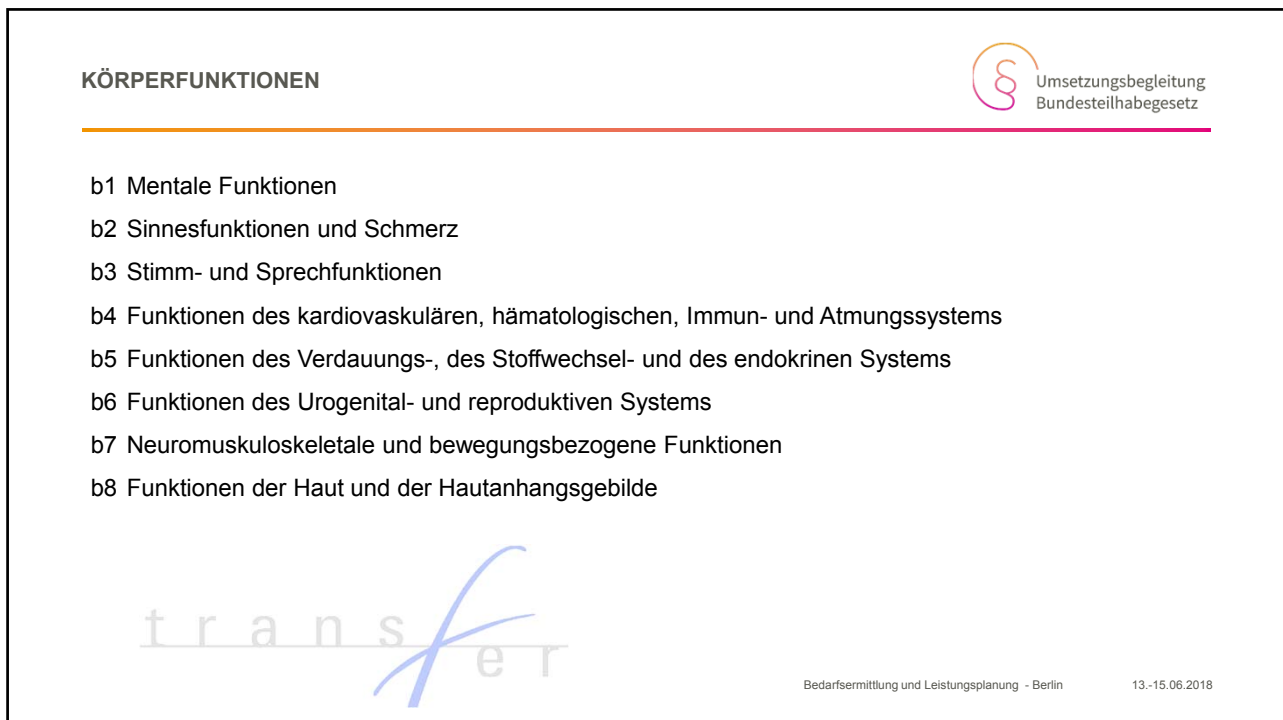 KÖRPERFUNKTIONEN
Umsetzungsbegleitung
Bundesteilhabegesetz
b1 Mentale Funktionen
b2 Sinnesfunktionen und Schmerz
b3 Stimm- und Sprechfunktionen
b4 Funktionen des kardiovaskulären, hämatologischen, Immun- und Atmungssystems
b5 Funktionen des Verdauungs-, des Stoffwechsel- und des endokrinen Systems
b6 Funktionen des Urogenital- und reproduktiven Systems
b7 Neuromuskuloskeletale und bewegungsbezogene Funktionen
b8 Funktionen der Haut und der Hautanhangsgebilde
transfer
Bedarfsermittlung und Leistungsplanung - Berlin 13.-15.06.2018